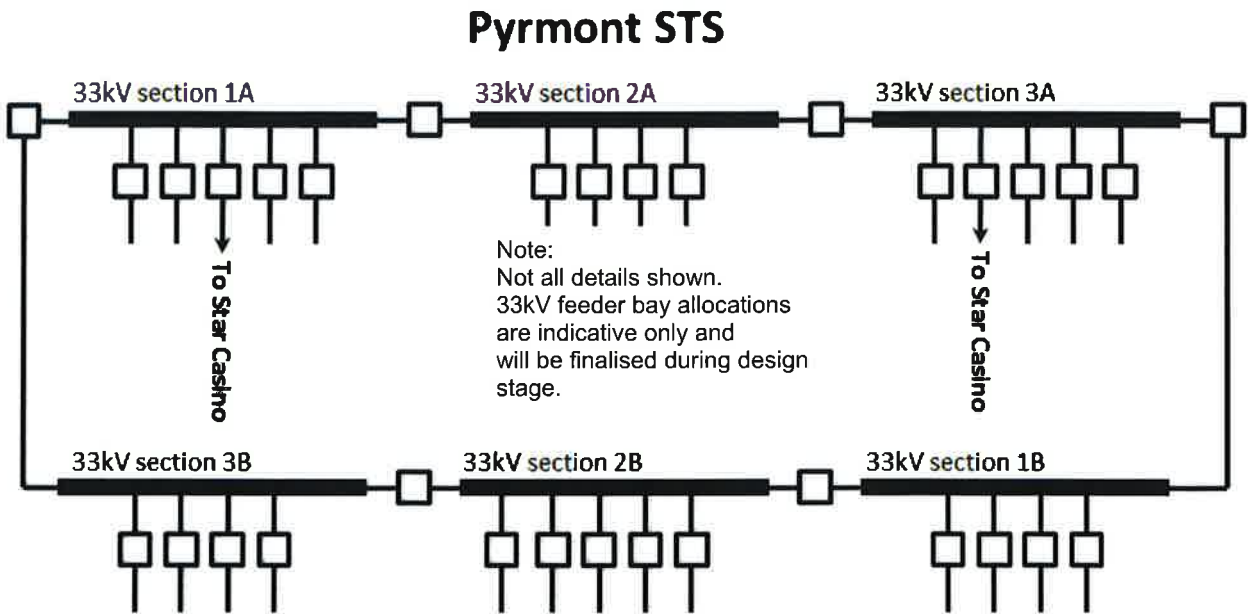 Pyrmont STS
33kV section 1A
33kV section 2A
33kV section 3A
Note:
Not all details shown.
33kV feeder bay allocations
are indicative only and
will be finalised during design
stage.
To Star Casino
To Star Casino
33kV section 3B
33kV section 2B
33kV section 1B